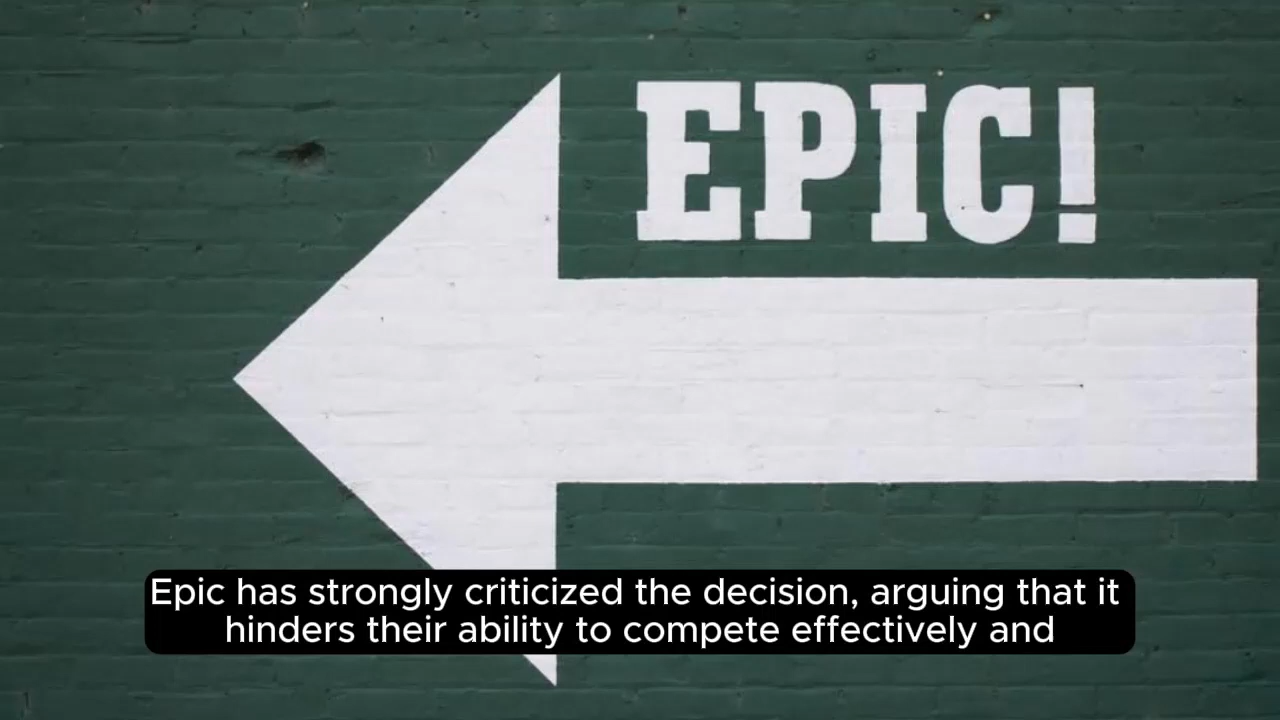 EPIC!
Epic has strongly criticized the decision, arguing that it
hinders their ability to compete effectively and